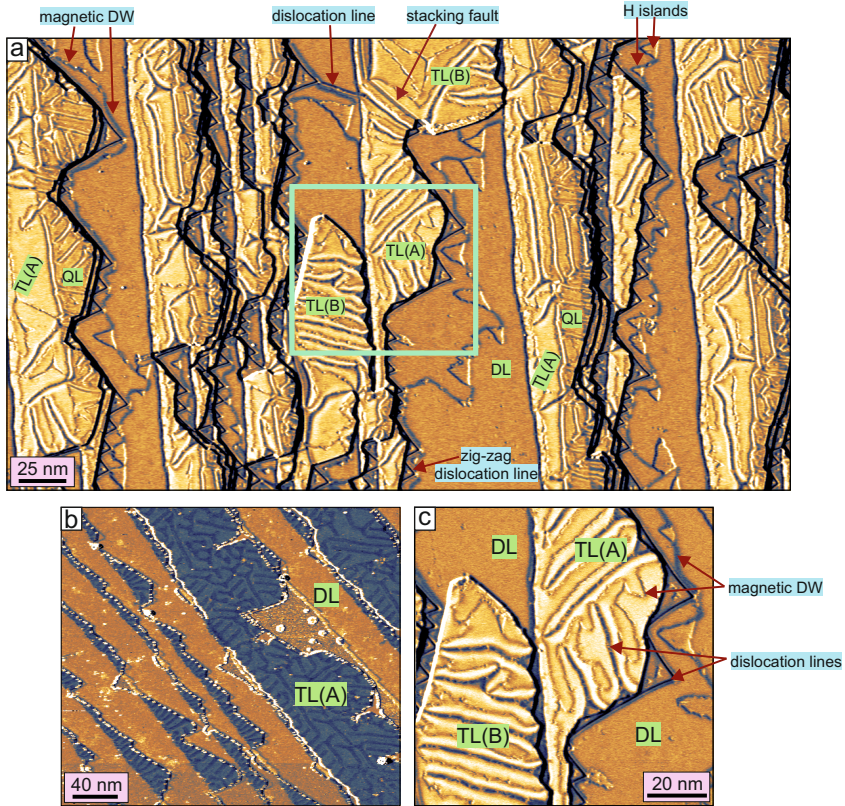 magnetic DW
dislocation line
stacking fault
H islands
a
TL(B)
TL(A)
QL
TL(A)
TL(B)
QL
DL
TL(A)
25 nm
zig-zag
dislocation line
b
DL
TL(A)
40 nm
c
DL
TL(A)
magnetic DW
dislocation lines
TL(B)
DL
20 nm